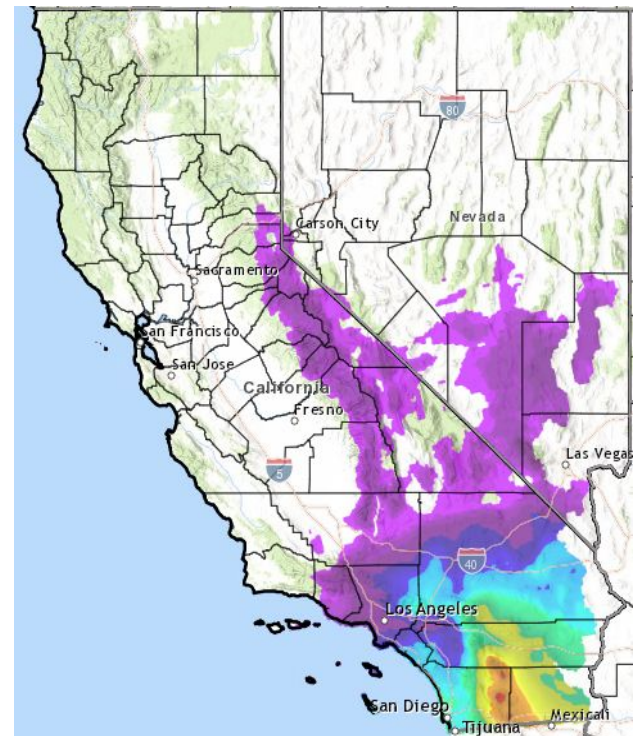 80
Carson City
Nevada
Sacramento
San Francisco
San Jose
California
Fresno
5
Las Vegas
40
Los Angeles
San Diego
Mexicali
Tijuana